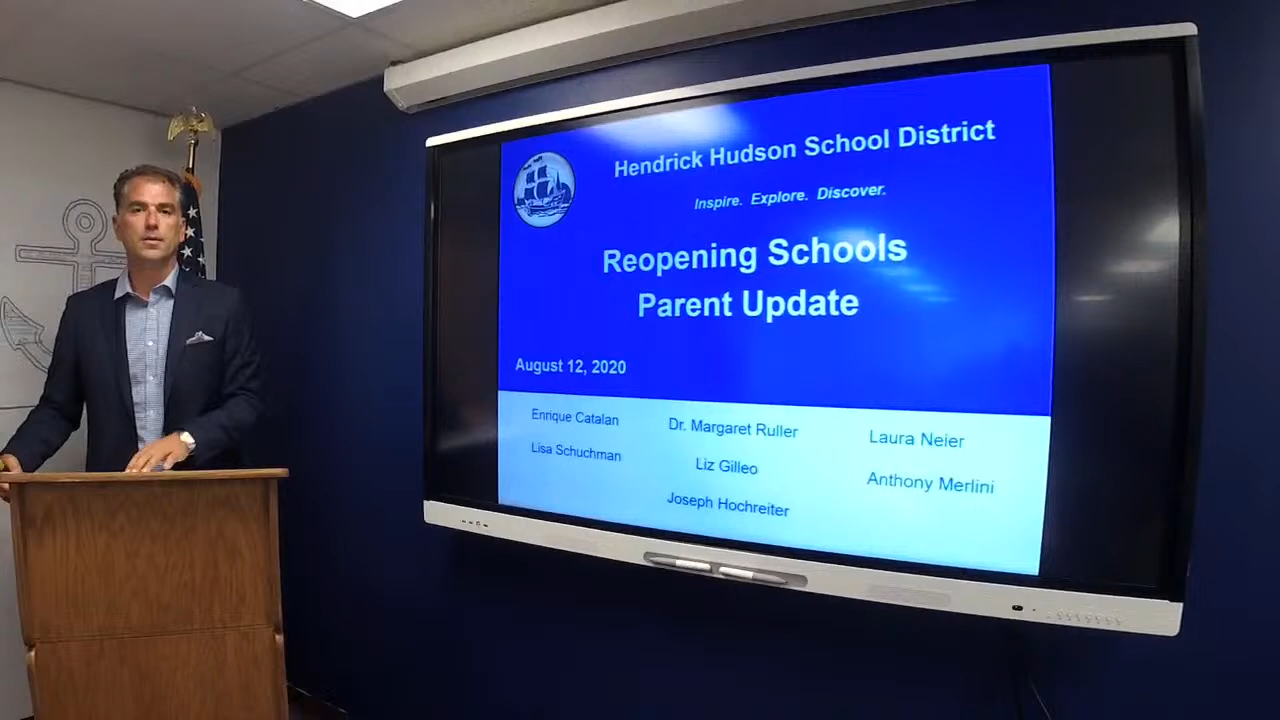 Hendrick Hudson School District
Inspire. Explore. Discover.
Reopening Schools
Parent Update
August 12, 2020
Enrique Catalan
Dr. Margaret Ruller
Laura Neier
Lisa Schuchman
Liz Gilleo
Anthony Merlini
Joseph Hochreiter